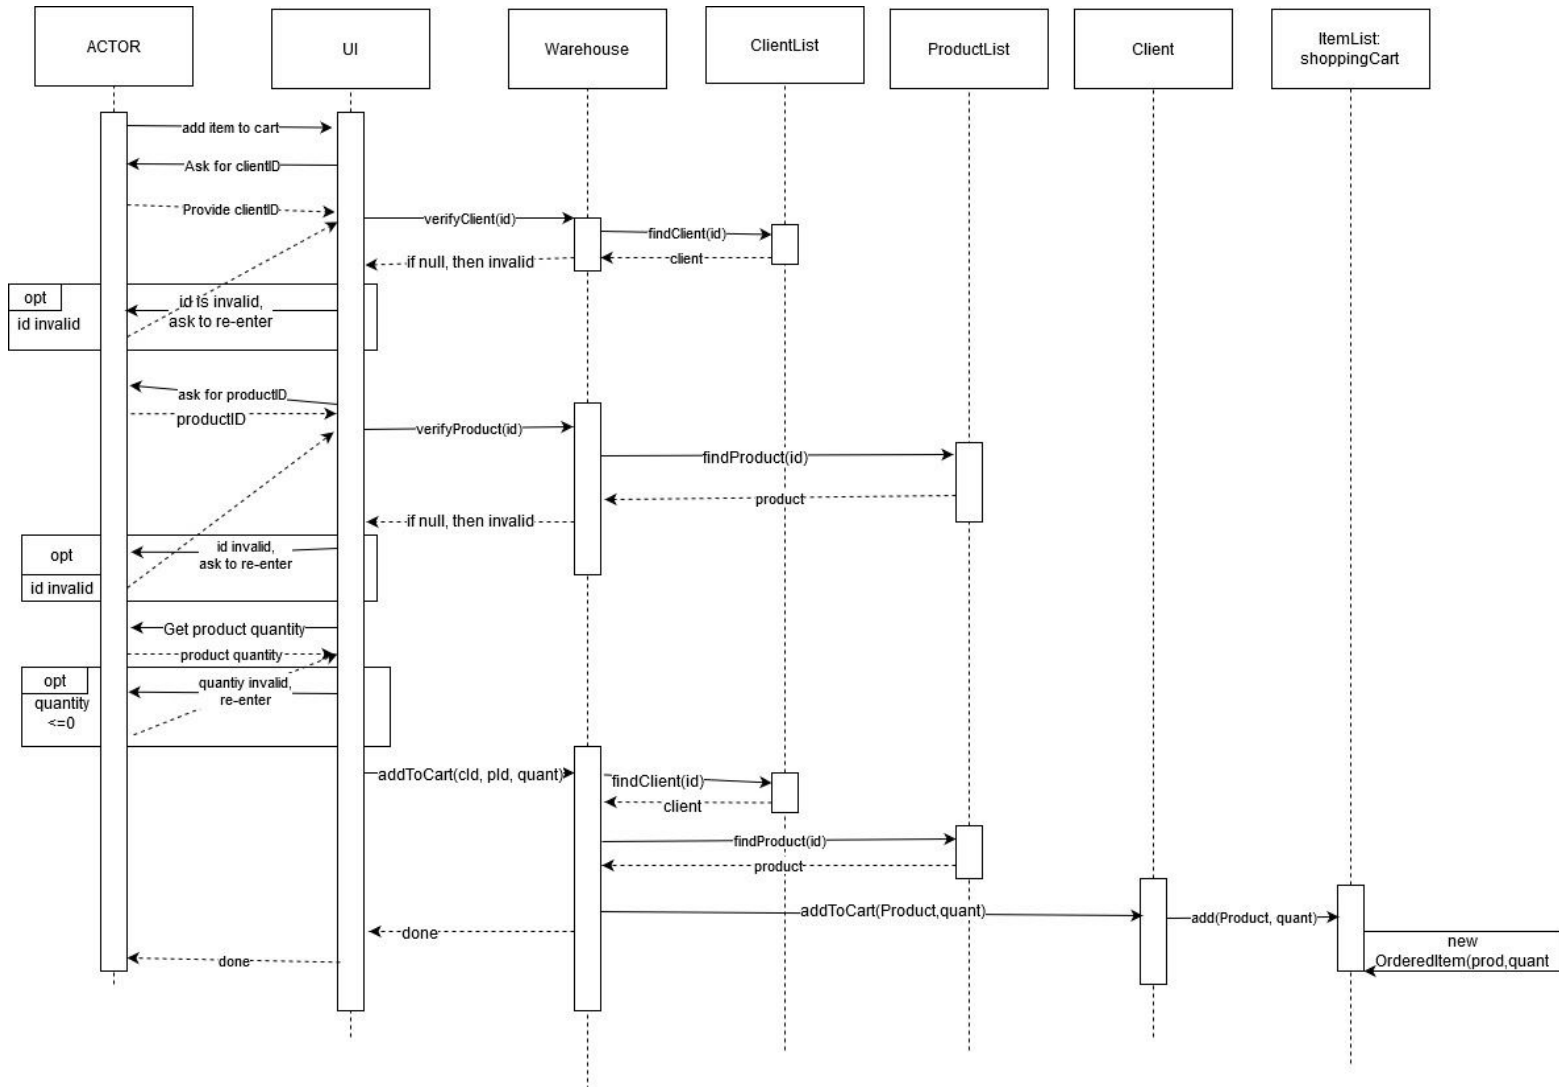 ACTOR
UI
Warehouse
ClientList
ProductList
Client
ItemList:
shoppingCart
add item to cart
Ask for clientID
Provide clientID
verifyClient(id)
findClient(id)
client
if null, then invalid
opt
id is invalid,
ask to re-enter
id invalid
ask for productID
productID
verifyProduct(id)
findProduct(id)
product
if null, then invalid
opt
id invalid,
ask to re-enter
id invalid
Get product quantity
product quantity
opt
quantiy invalid,
re-enter
quantity
<=0
addToCart(cId, pId, quant)
findClient(id)
client
findProduct(id)
product
addToCart(Product,quant)
add(Product, quant)
done
new
OrderedItem(prod,quant
done